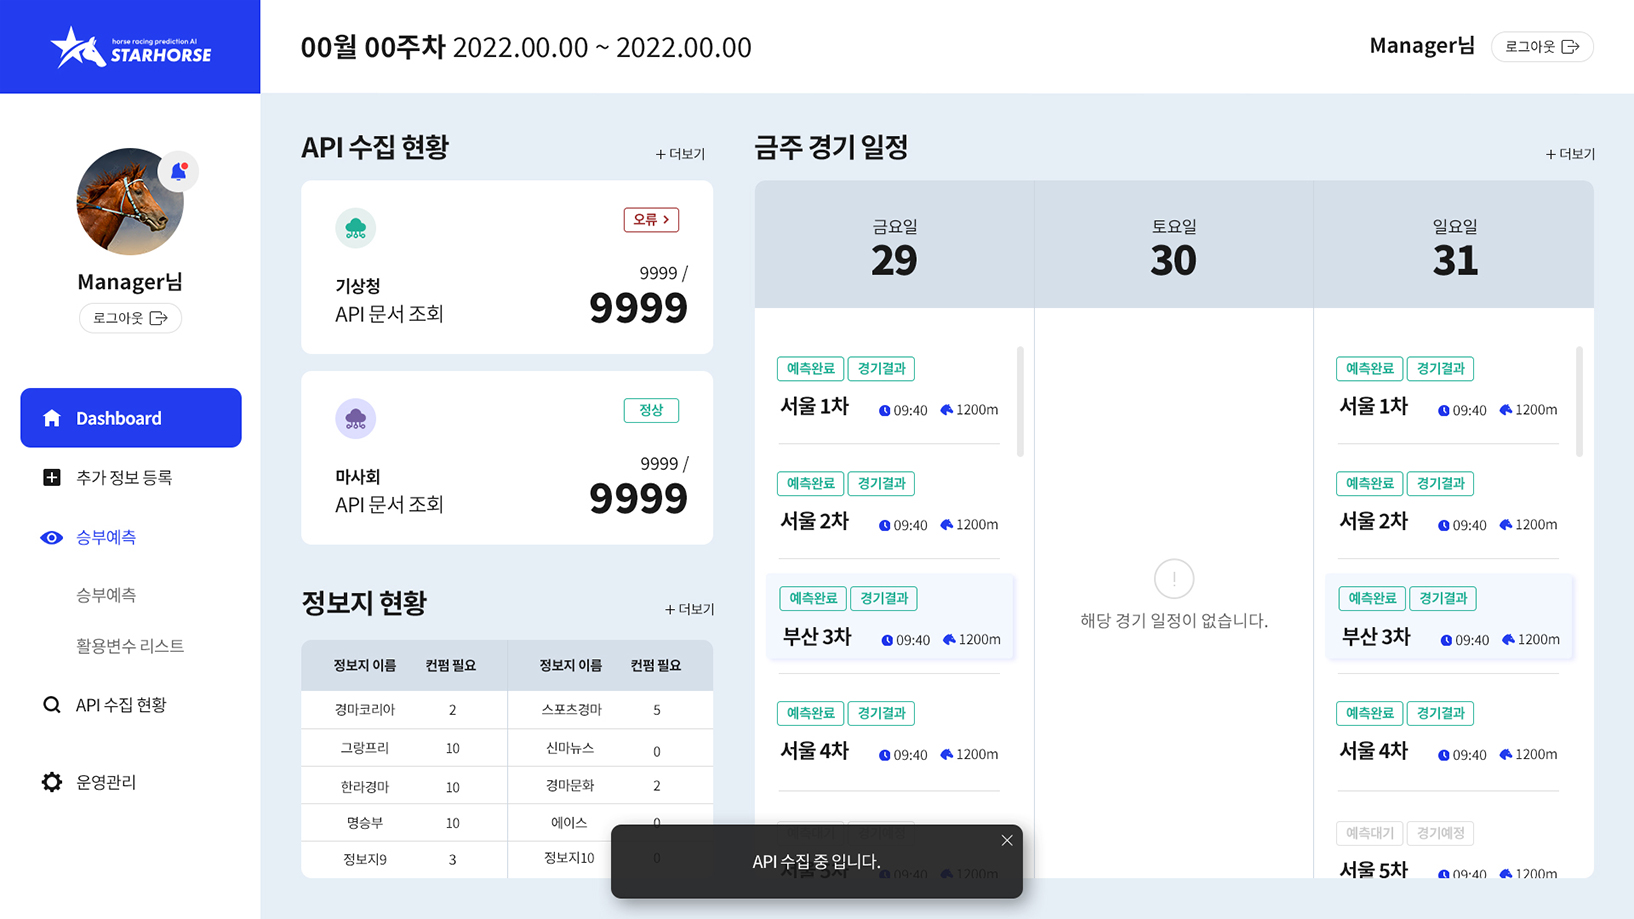 horse racing prediction AI
STARHORSE
00월 00주차 2022.00.00 ~ 2022.00.00
Manager님
로그아웃
Manager님
로그아웃
Dashboard
추가 정보 등록
승부예측
승부예측
활용변수 리스트
API 수집 현황
운영관리
API 수집 현황
+ 더보기
오류 >
기상청
API 문서 조회
9999 /
9999
정상
마사회
API 문서 조회
9999 /
9999
정보지 현황
+ 더보기
정보지 이름 컨펌 필요 정보지 이름 컨펌 필요
경마코리아 2 스포츠경마 5
그랑프리 10 신마뉴스 0
한라경마 10 경마문화 2
명승부 10 에이스 0
정보지9 3 정보지10 0
금주 경기 일정
+ 더보기
금요일
29
예측완료 경기결과
서울 1차 09:40 1200m
예측완료 경기결과
서울 2차 09:40 1200m
예측완료 경기결과
부산 3차 09:40 1200m
예측완료 경기결과
서울 4차 09:40 1200m
예측대기 경기예정
서울 5차 09:40 1200m
토요일
30
해당 경기 일정이 없습니다.
일요일
31
예측완료 경기결과
서울 1차 09:40 1200m
예측완료 경기결과
서울 2차 09:40 1200m
예측완료 경기결과
부산 3차 09:40 1200m
예측완료 경기결과
서울 4차 09:40 1200m
예측대기 경기예정
서울 5차 09:40 1200m
API 수집 중 입니다.